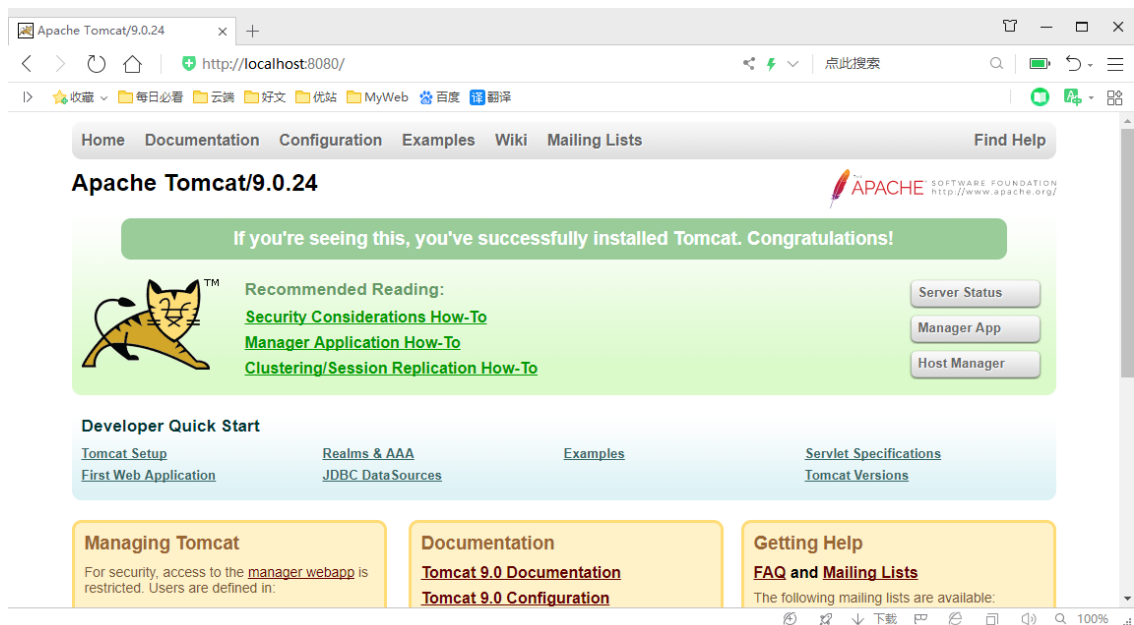 Apache Tomcat/9.0.24
http://localhost:8080/
点此搜索
收藏 每日必看 云端 好文 优站 MyWeb 百度 译 翻译
Home Documentation Configuration Examples Wiki Mailing Lists Find Help
Apache Tomcat/9.0.24
APACHE SOFTWARE FOUNDATION
http://www.apache.org/
If you're seeing this, you've successfully installed Tomcat. Congratulations!
TM
Recommended Reading:
Security Considerations How-To
Manager Application How-To
Clustering/Session Replication How-To
Server Status
Manager App
Host Manager
Developer Quick Start
Tomcat Setup
Realms & AAA
Examples
Servlet Specifications
First Web Application
JDBC DataSources
Tomcat Versions
Managing Tomcat
For security, access to the manager webapp is
restricted. Users are defined in:
Documentation
Tomcat 9.0 Documentation
Tomcat 9.0 Configuration
Getting Help
FAQ and Mailing Lists
The following mailing lists are available:
下载
100%